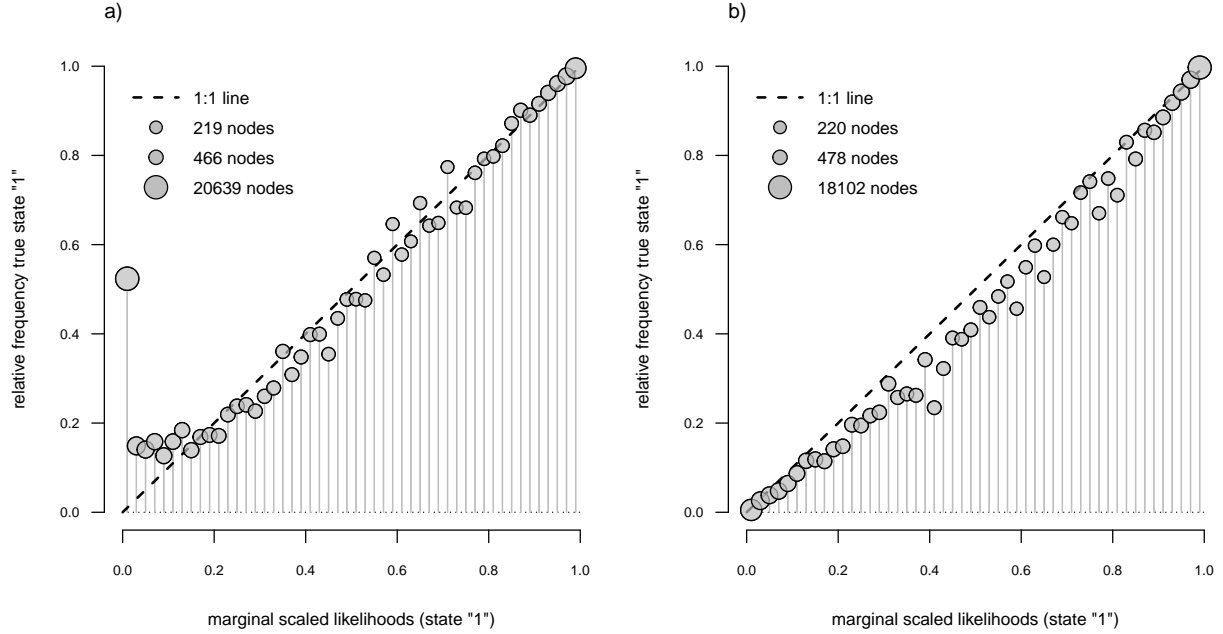 a)
relative frequency true state "1"
1.0
0.8
0.6
0.4
0.2
0.0
1:1 line
219 nodes
466 nodes
20639 nodes
0.0 0.2 0.4 0.6 0.8 1.0
marginal scaled likelihoods (state "1")
b)
relative frequency true state "1"
1.0
0.8
0.6
0.4
0.2
0.0
1:1 line
220 nodes
478 nodes
18102 nodes
0.0 0.2 0.4 0.6 0.8 1.0
marginal scaled likelihoods (state "1")